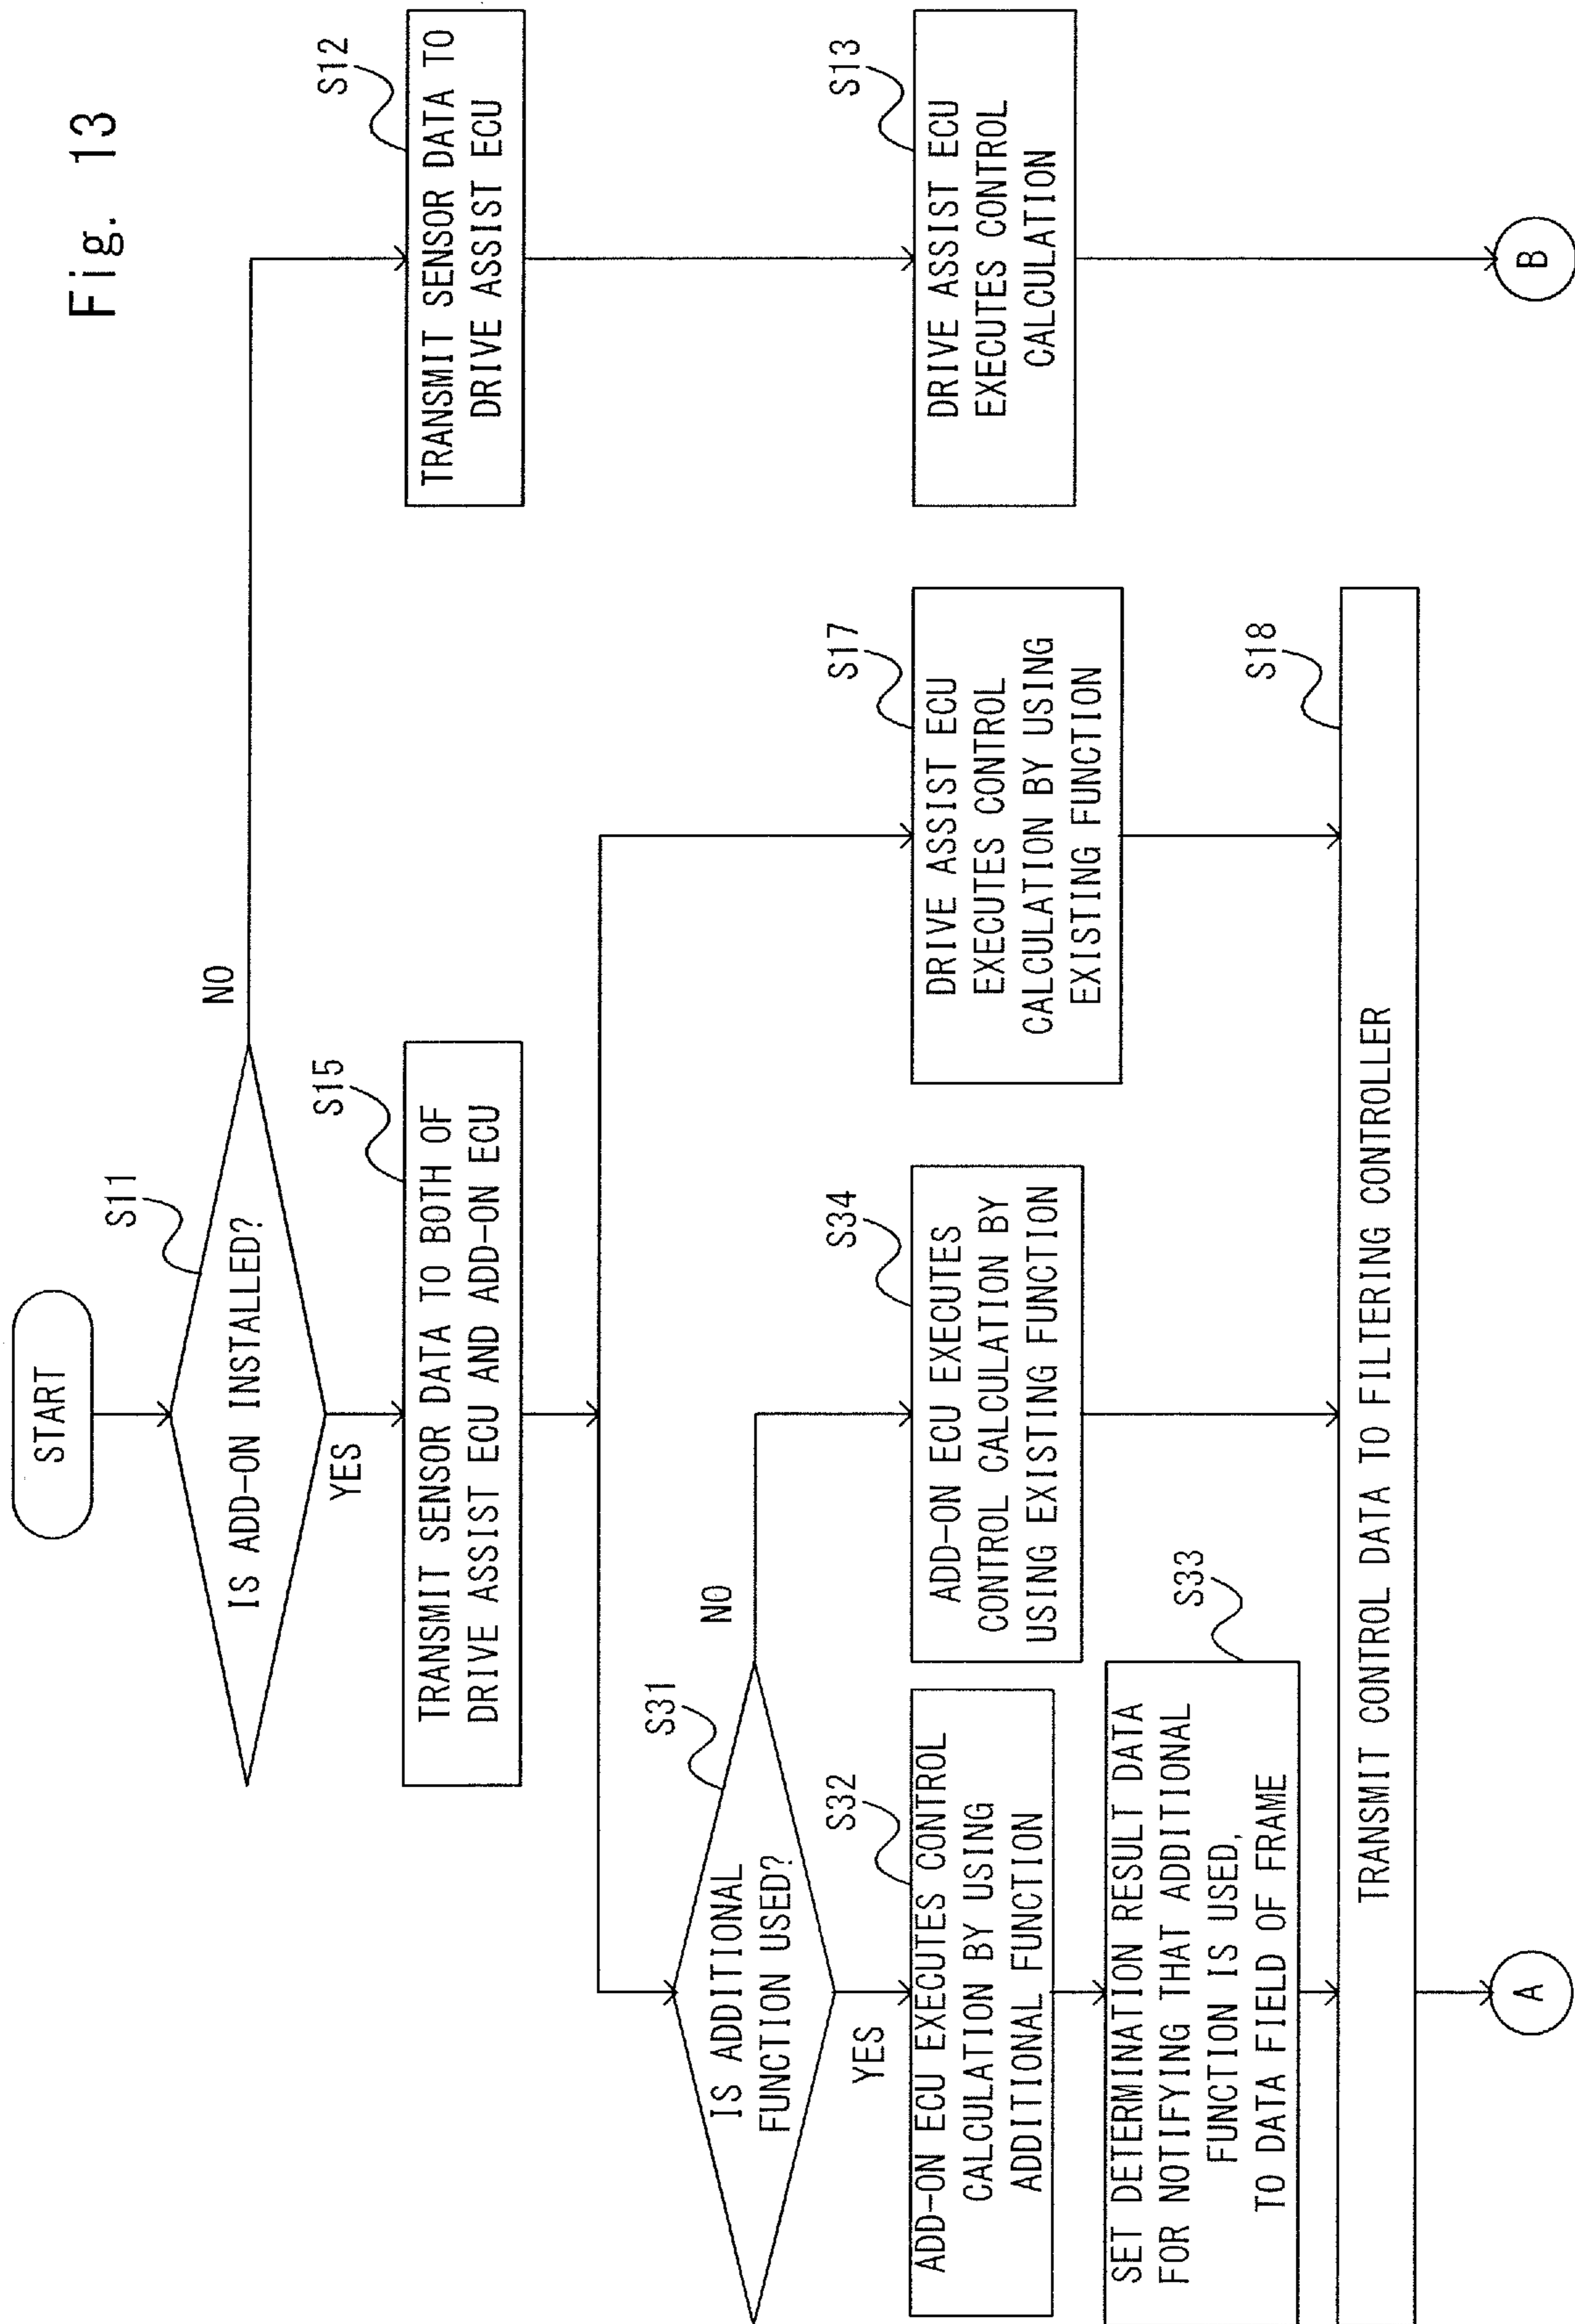 Fig. 13
START
S11
IS ADD-ON INSTALLED?
NO
YES
S12
TRANSMIT SENSOR DATA TO
DRIVE ASSIST ECU
S15
TRANSMIT SENSOR DATA TO BOTH OF
DRIVE ASSIST ECU AND ADD-ON ECU
S31
IS ADDITIONAL
FUNCTION USED?
NO
YES
S32
ADD-ON ECU EXECUTES CONTROL
CALCULATION BY USING
ADDITIONAL FUNCTION
S34
ADD-ON ECU EXECUTES
CONTROL CALCULATION BY
USING EXISTING FUNCTION
S17
DRIVE ASSIST ECU
EXECUTES CONTROL
CALCULATION BY USING
EXISTING FUNCTION
S13
DRIVE ASSIST ECU
EXECUTES CONTROL
CALCULATION
S33
SET DETERMINATION RESULT DATA
FOR NOTIFYING THAT ADDITIONAL
FUNCTION IS USED,
TO DATA FIELD OF FRAME
S18
TRANSMIT CONTROL DATA TO FILTERING CONTROLLER
A
B